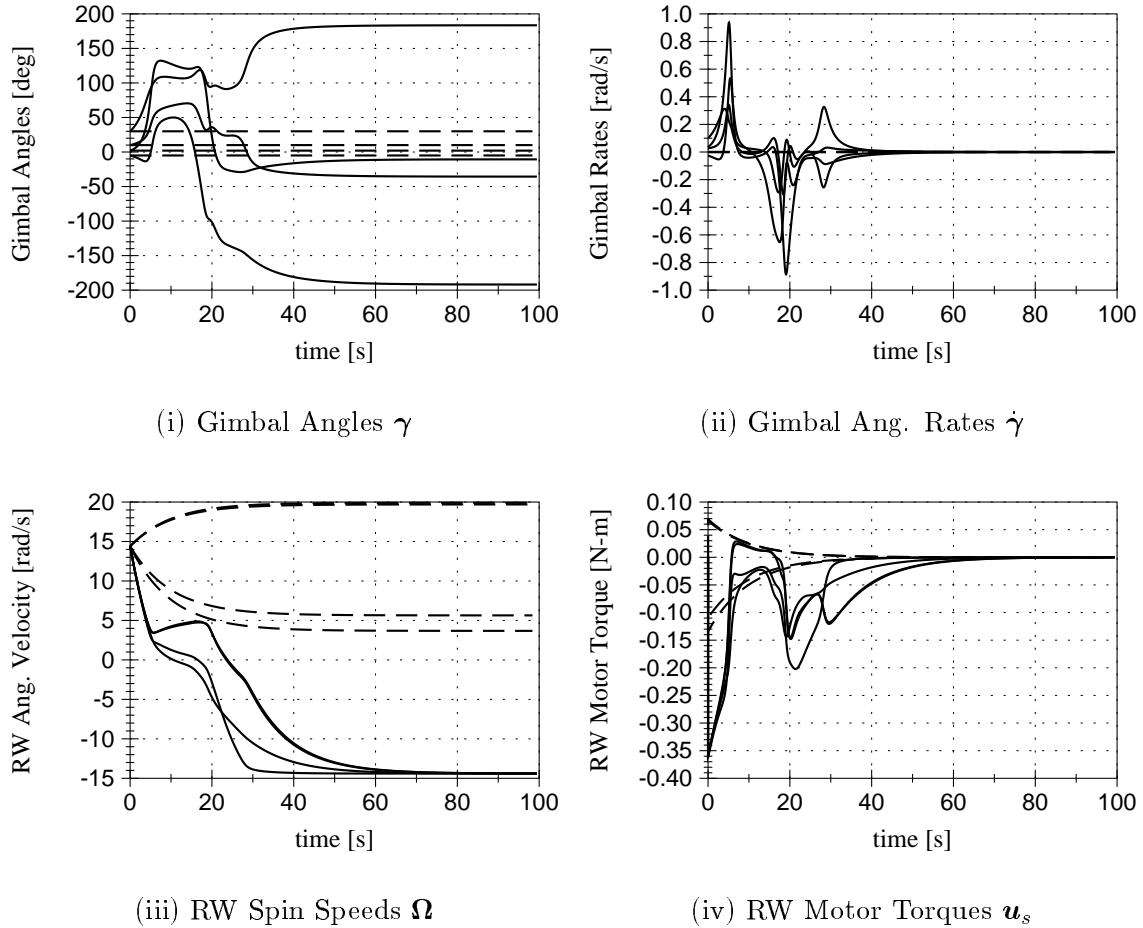 Gimbal Angles [deg]
200
150
100
50
0
-50
-100
-150
-200
0 20 40 60 80 100
time [s]
(i) Gimbal Angles γ
Gimbal Rates [rad/s]
1.0
0.8
0.6
0.4
0.2
0.0
-0.2
-0.4
-0.6
-0.8
-1.0
0 20 40 60 80 100
time [s]
(ii) Gimbal Ang. Rates γ̇
RW Ang. Velocity [rad/s]
20
15
10
5
0
-5
-10
-15
0 20 40 60 80 100
time [s]
(iii) RW Spin Speeds Ω
RW Motor Torque [N-m]
0.10
0.05
0.00
-0.05
-0.10
-0.15
-0.20
-0.25
-0.30
-0.35
-0.40
0 20 40 60 80 100
time [s]
(iv) RW Motor Torques u_s